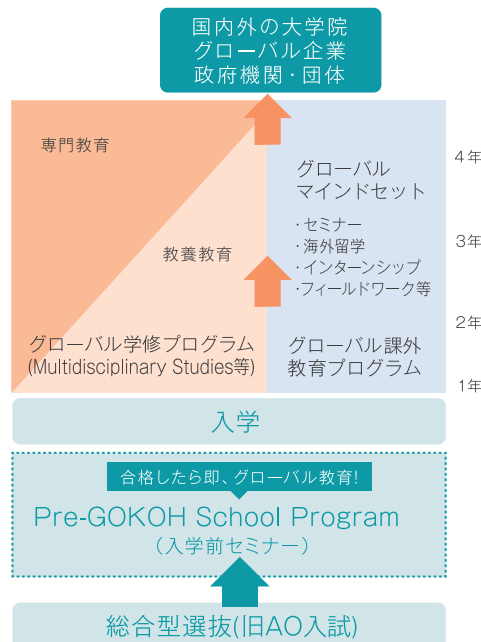 国内外の大学院
グローバル企業
政府機関・団体
専門教育
教養教育
グローバル学修プログラム
(Multidisciplinary Studies等)
グローバル
マインドセット
・セミナー
・海外留学
・インターンシップ
・フィールドワーク等
グローバル課外
教育プログラム
4年
3年
2年
1年
入学
合格したら即、グローバル教育!
Pre-GOKOH School Program
(入学前セミナー)
総合型選抜(旧AO入試)